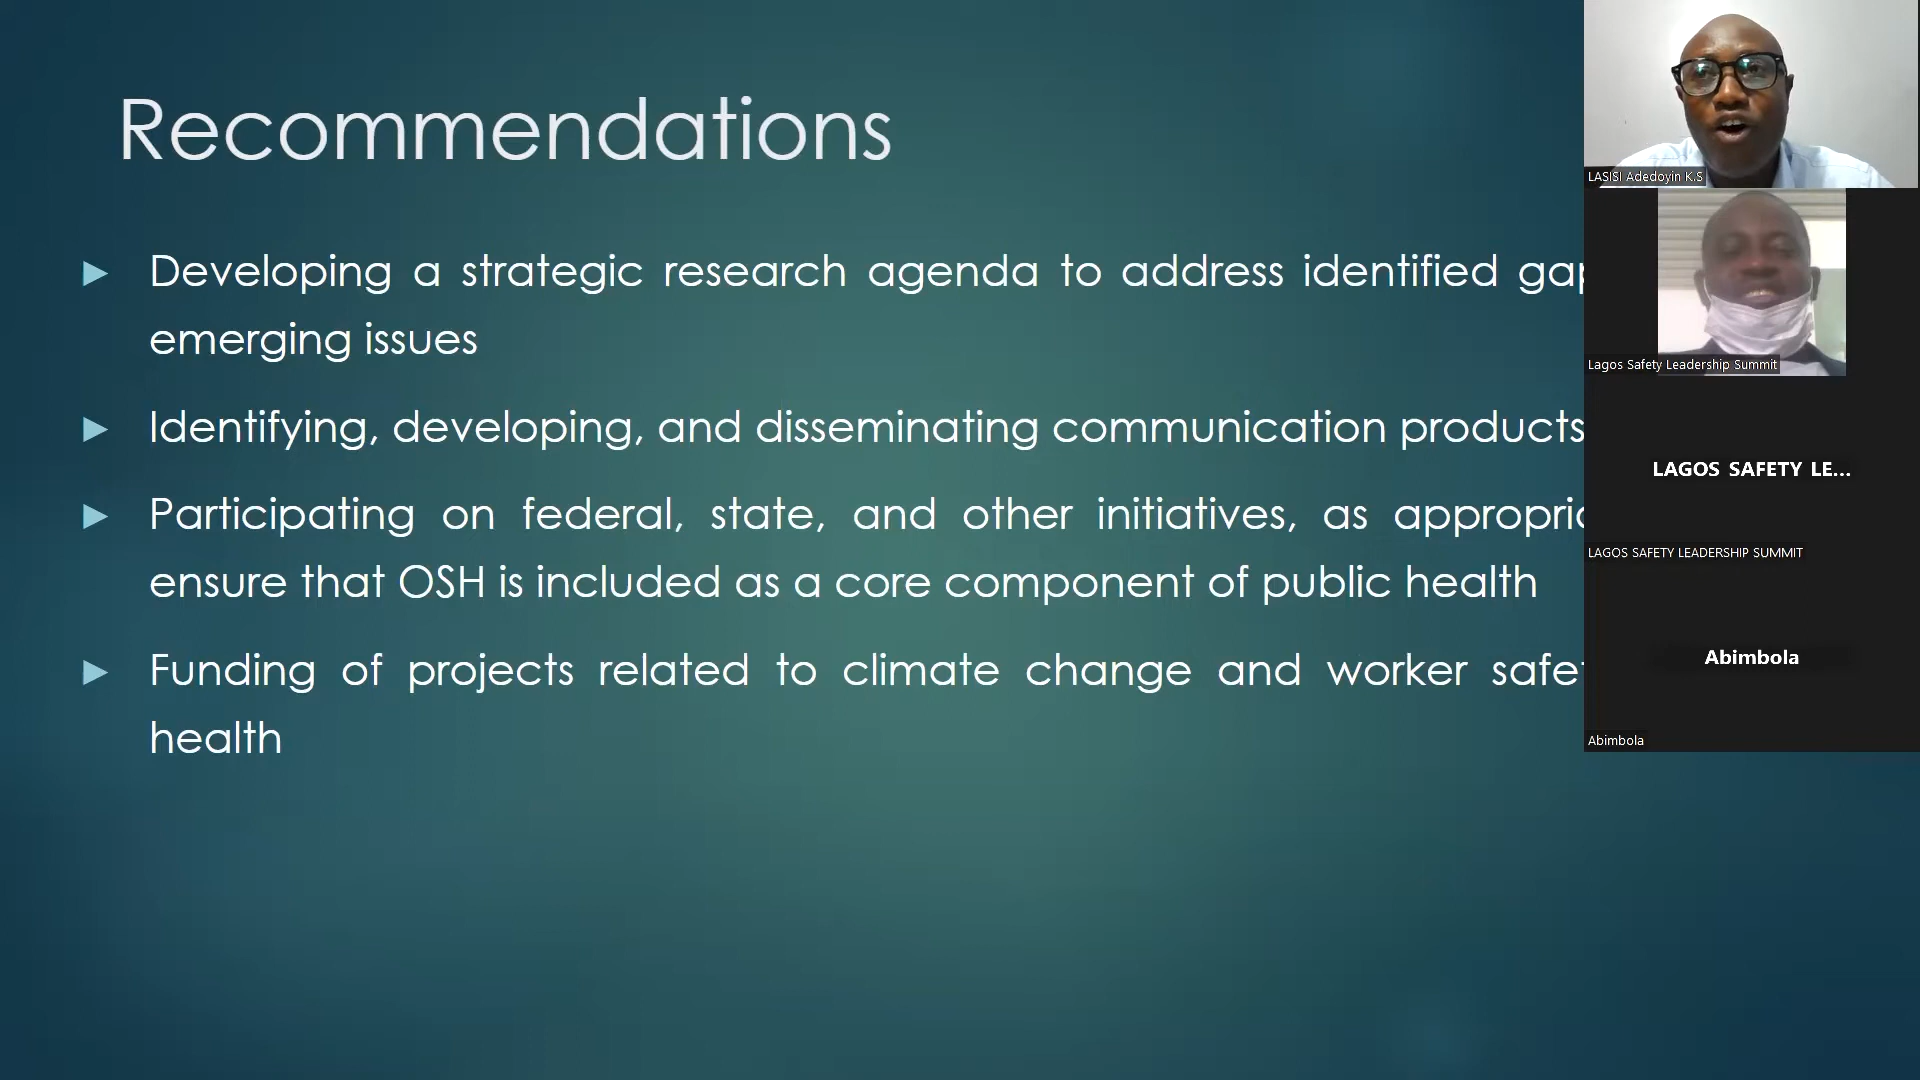 Recommendations
Developing a strategic research agenda to address identified
emerging issues
Identifying, developing, and disseminating communication products
Participating on federal, state, and other initiatives, as
ensure that OSH is included as a core component of public health
Funding of projects related to climate change and worker
health
LASISI Adedoyin K.S
Lagos Safety Leadership Summit
LAGOS SAFETY LE...
LAGOS SAFETY LEADERSHIP SUMMIT
Abimbola
Abimbola